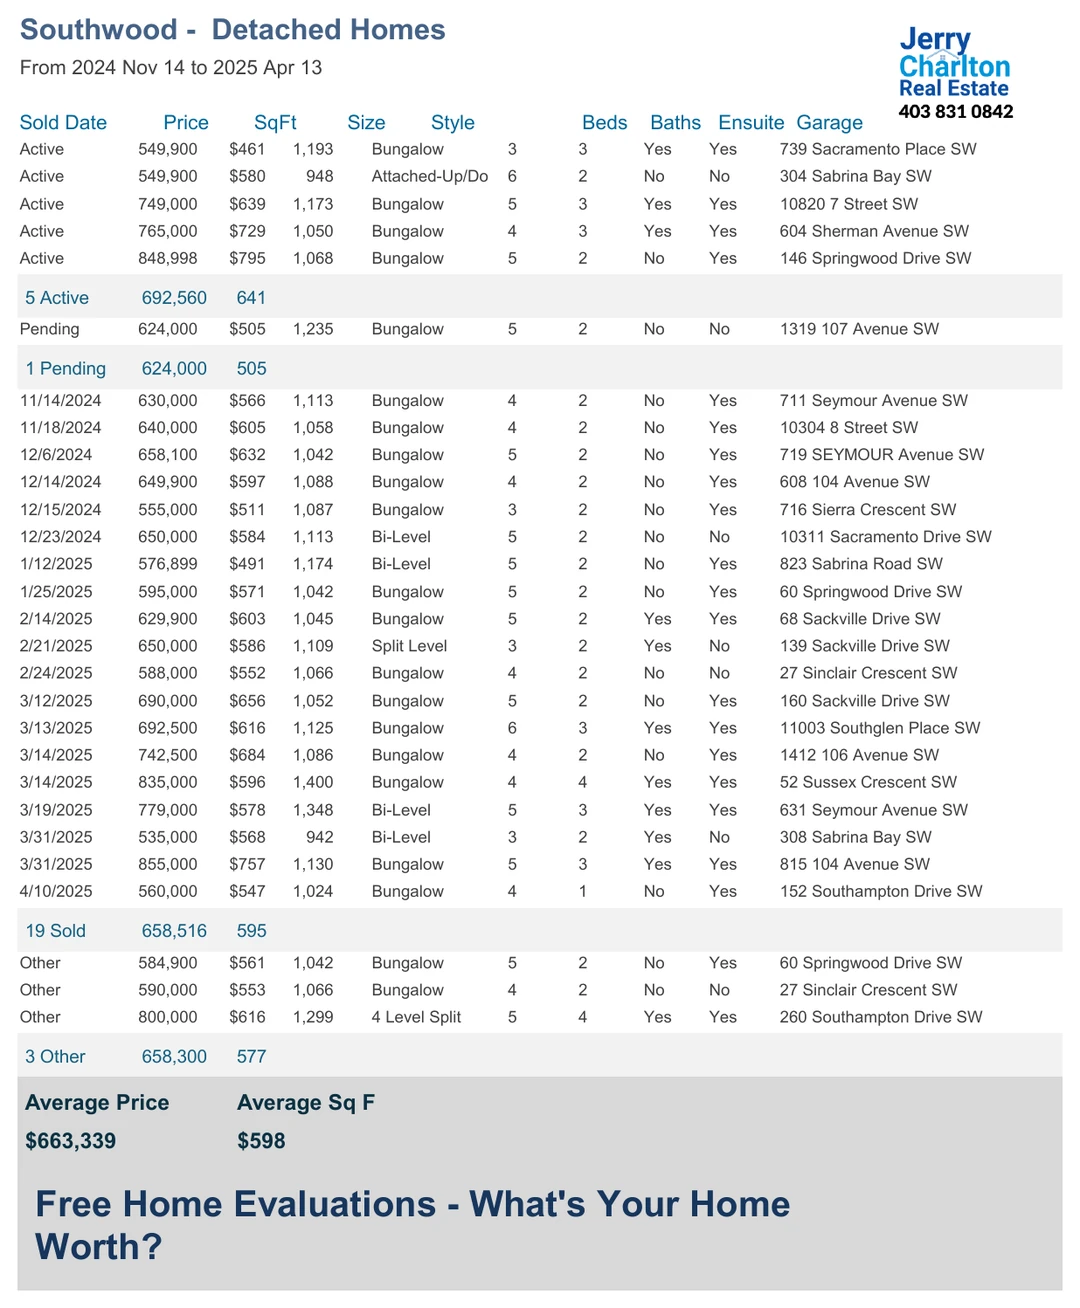 Southwood - Detached Homes
From 2024 Nov 14 to 2025 Apr 13
Jerry
Charlton
Real Estate
403 831 0842
Sold Date Price SqFt Size Style Beds Baths Ensuite Garage
Active 549,900 $461 1,193 Bungalow 3 3 Yes Yes 739 Sacramento Place SW
Active 549,900 $580 948 Attached-Up/Do 6 2 No No 304 Sabrina Bay SW
Active 749,000 $639 1,173 Bungalow 5 3 Yes Yes 10820 7 Street SW
Active 765,000 $729 1,050 Bungalow 4 3 Yes Yes 604 Sherman Avenue SW
Active 848,998 $795 1,068 Bungalow 5 2 No Yes 146 Springwood Drive SW
5 Active 692,560 641
Pending 624,000 $505 1,235 Bungalow 5 2 No No 1319 107 Avenue SW
1 Pending 624,000 505
11/14/2024 630,000 $566 1,113 Bungalow 4 2 No Yes 711 Seymour Avenue SW
11/18/2024 640,000 $605 1,058 Bungalow 4 2 No Yes 10304 8 Street SW
12/6/2024 658,100 $632 1,042 Bungalow 5 2 No Yes 719 SEYMOUR Avenue SW
12/14/2024 649,900 $597 1,088 Bungalow 4 2 No Yes 608 104 Avenue SW
12/15/2024 555,000 $511 1,087 Bungalow 3 2 No Yes 716 Sierra Crescent SW
12/23/2024 650,000 $584 1,113 Bi-Level 5 2 No No 10311 Sacramento Drive SW
1/12/2025 576,899 $491 1,174 Bi-Level 5 2 No Yes 823 Sabrina Road SW
1/25/2025 595,000 $571 1,042 Bungalow 5 2 No Yes 60 Springwood Drive SW
2/14/2025 629,900 $603 1,045 Bungalow 5 2 Yes Yes 68 Sackville Drive SW
2/21/2025 650,000 $586 1,109 Split Level 3 2 Yes No 139 Sackville Drive SW
2/24/2025 588,000 $552 1,066 Bungalow 4 2 No No 27 Sinclair Crescent SW
3/12/2025 690,000 $656 1,052 Bungalow 5 2 No Yes 160 Sackville Drive SW
3/13/2025 692,500 $616 1,125 Bungalow 6 3 Yes Yes 11003 Southglen Place SW
3/14/2025 742,500 $684 1,086 Bungalow 4 2 No Yes 1412 106 Avenue SW
3/14/2025 835,000 $596 1,400 Bungalow 4 4 Yes Yes 52 Sussex Crescent SW
3/19/2025 779,000 $578 1,348 Bi-Level 5 3 Yes Yes 631 Seymour Avenue SW
3/31/2025 535,000 $568 942 Bi-Level 3 2 Yes No 308 Sabrina Bay SW
3/31/2025 855,000 $757 1,130 Bungalow 5 3 Yes Yes 815 104 Avenue SW
4/10/2025 560,000 $547 1,024 Bungalow 4 1 No Yes 152 Southampton Drive SW
19 Sold 658,516 595
Other 584,900 $561 1,042 Bungalow 5 2 No Yes 60 Springwood Drive SW
Other 590,000 $553 1,066 Bungalow 4 2 No No 27 Sinclair Crescent SW
Other 800,000 $616 1,299 4 Level Split 5 4 Yes Yes 260 Southampton Drive SW
3 Other 658,300 577
Average Price Average Sq F
$663,339 $598
Free Home Evaluations - What's Your Home
Worth?